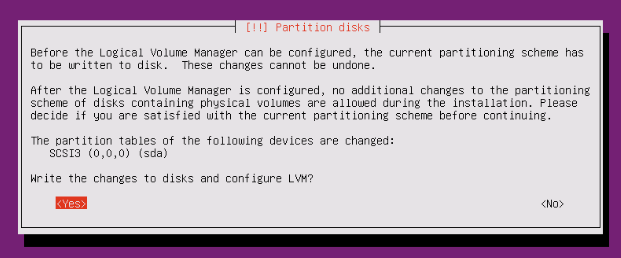 [!!] Partition disks
Before the Logical Volume Manager can be configured, the current partitioning scheme has
to be written to disk.  These changes cannot be undone.
After the Logical Volume Manager is configured, no additional changes to the partitioning
scheme of disks containing physical volumes are allowed during the installation. Please
decide if you are satisfied with the current partitioning scheme before continuing.
The partition tables of the following devices are changed:
SCSI3 (0,0,0) (sda)
Write the changes to disks and configure LVM?
<Yes> <No>